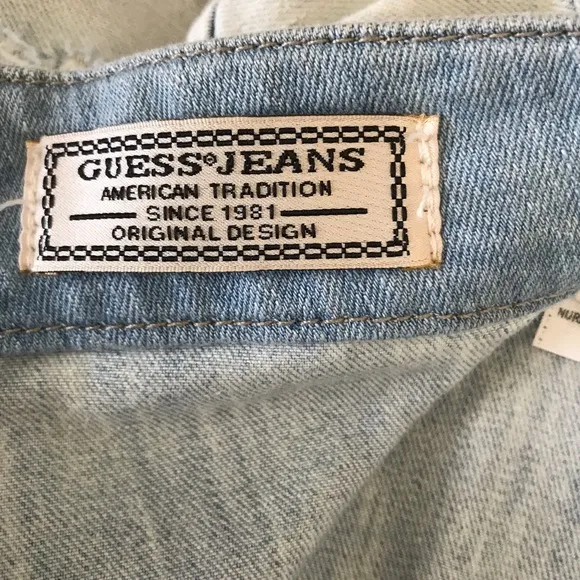 GUESS® JEANS
AMERICAN TRADITION
SINCE 1981
ORIGINAL DESIGN